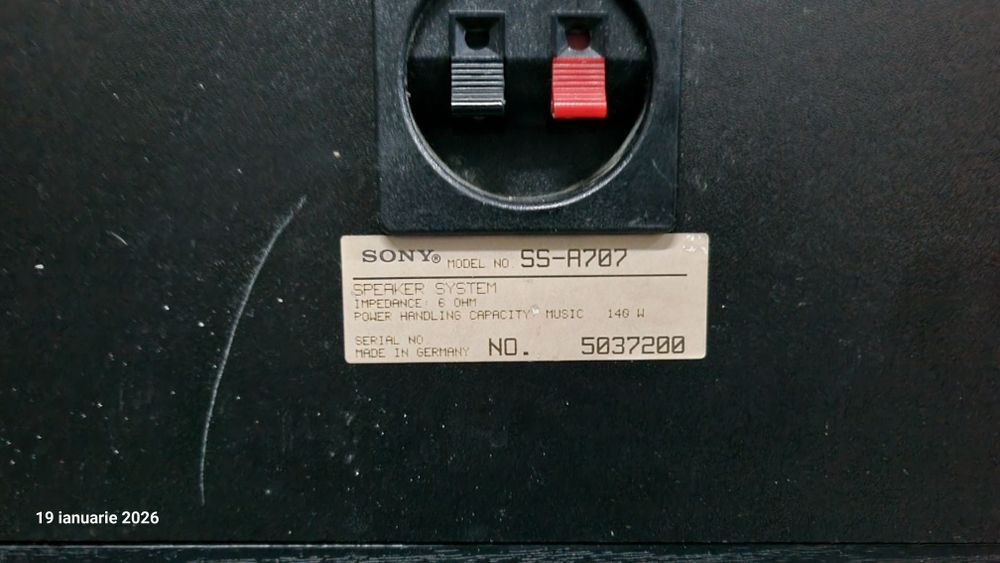 SONY® MODEL NO. SS-A707
SPEAKER SYSTEM
IMPEDANCE: 6 OHM
POWER HANDLING CAPACITY MUSIC 140 W
SERIAL NO
MADE IN GERMANY NO. 5037200
19 ianuarie 2026